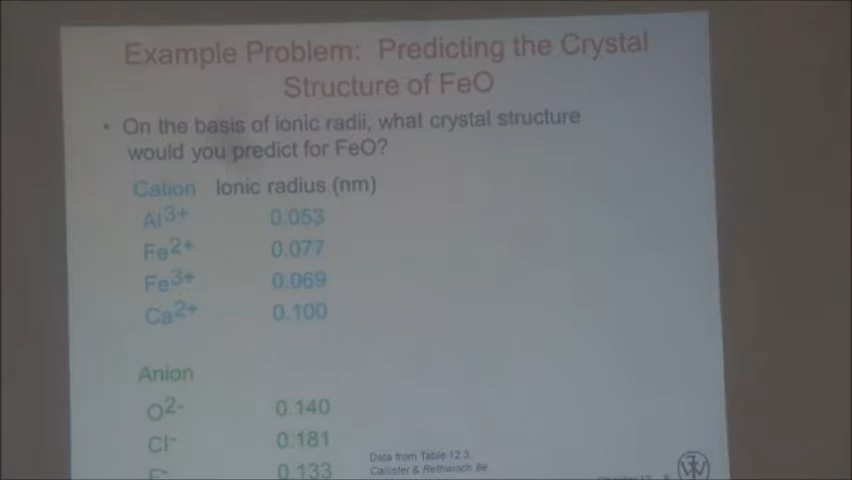 Example Problem: Predicting the Crystal
Structure of FeO
• On the basis of ionic radii, what crystal structure
would you predict for FeO?
Cation Ionic radius (nm)
Al3+ 0.053
Fe2+ 0.077
Fe3+ 0.069
Ca2+ 0.100
Anion
O2- 0.140
Cl- 0.181
F- 0.133
Data from Table 12.3,
Callister & Rethwisch 8e.